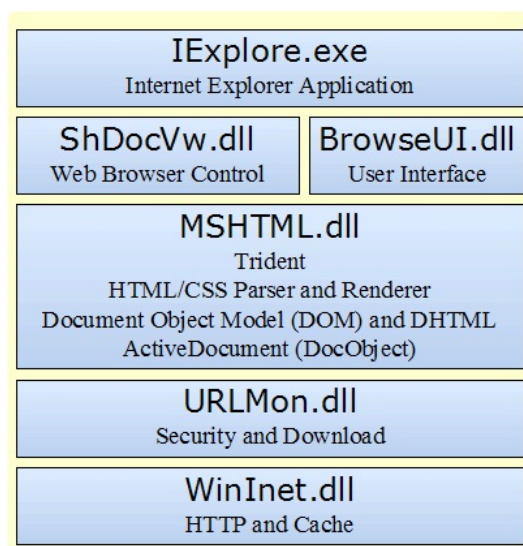 IExplore.exe
Internet Explorer Application
ShDocVw.dll
Web Browser Control
BrowseUI.dll
User Interface
MSHTML.dll
Trident
HTML/CSS Parser and Renderer
Document Object Model (DOM) and DHTML
ActiveDocument (DocObject)
URLMon.dll
Security and Download
WinInet.dll
HTTP and Cache